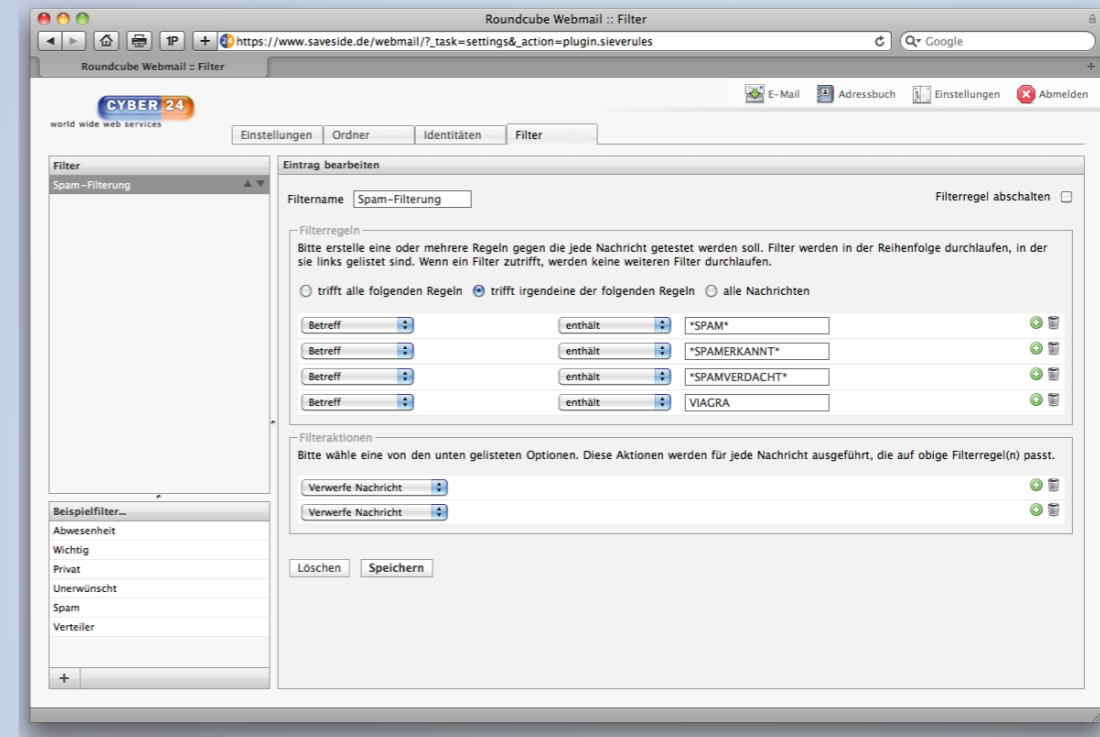 Roundcube Webmail :: Filter
1P
+
24
https://www.saveside.de/webmail/?_task=settings&_action=plugin.sieverules
Google
Roundcube Webmail :: Filter
+
CYBER 24
world wide web services
E-Mail
Adressbuch
Einstellungen
Abmelden
Einstellungen
Ordner
Identitäten
Filter
Filter
Spam-Filterung
Eintrag bearbeiten
Filtername
Spam-Filterung
Filterregel abschalten
Filterregeln
Bitte erstelle eine oder mehrere Regeln gegen die jede Nachricht getestet werden soll. Filter werden in der Reihenfolge durchlaufen, in der
sie links gelistet sind. Wenn ein Filter zutrifft, werden keine weiteren Filter durchlaufen.
trifft alle folgenden Regeln
trifft irgendeine der folgenden Regeln
alle Nachrichten
Betreff
enthält
*SPAM*
Betreff
enthält
*SPAMERKANNT*
Betreff
enthält
*SPAMVERDACHT*
Betreff
enthält
VIAGRA
Filteraktionen
Bitte wähle eine von den unten gelisteten Optionen. Diese Aktionen werden für jede Nachricht ausgeführt, die auf obige Filterregel(n) passt.
Verwerfe Nachricht
Verwerfe Nachricht
Löschen
Speichern
Beispielfilter...
Abwesenheit
Wichtig
Privat
Unerwünscht
Spam
Verteiler
+